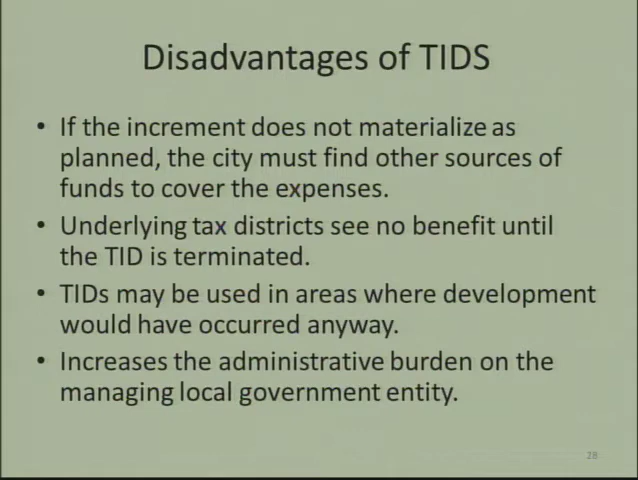 Disadvantages of TIDS
• If the increment does not materialize as
planned, the city must find other sources of
funds to cover the expenses.
• Underlying tax districts see no benefit until
the TID is terminated.
• TIDs may be used in areas where development
would have occurred anyway.
• Increases the administrative burden on the
managing local government entity.
28